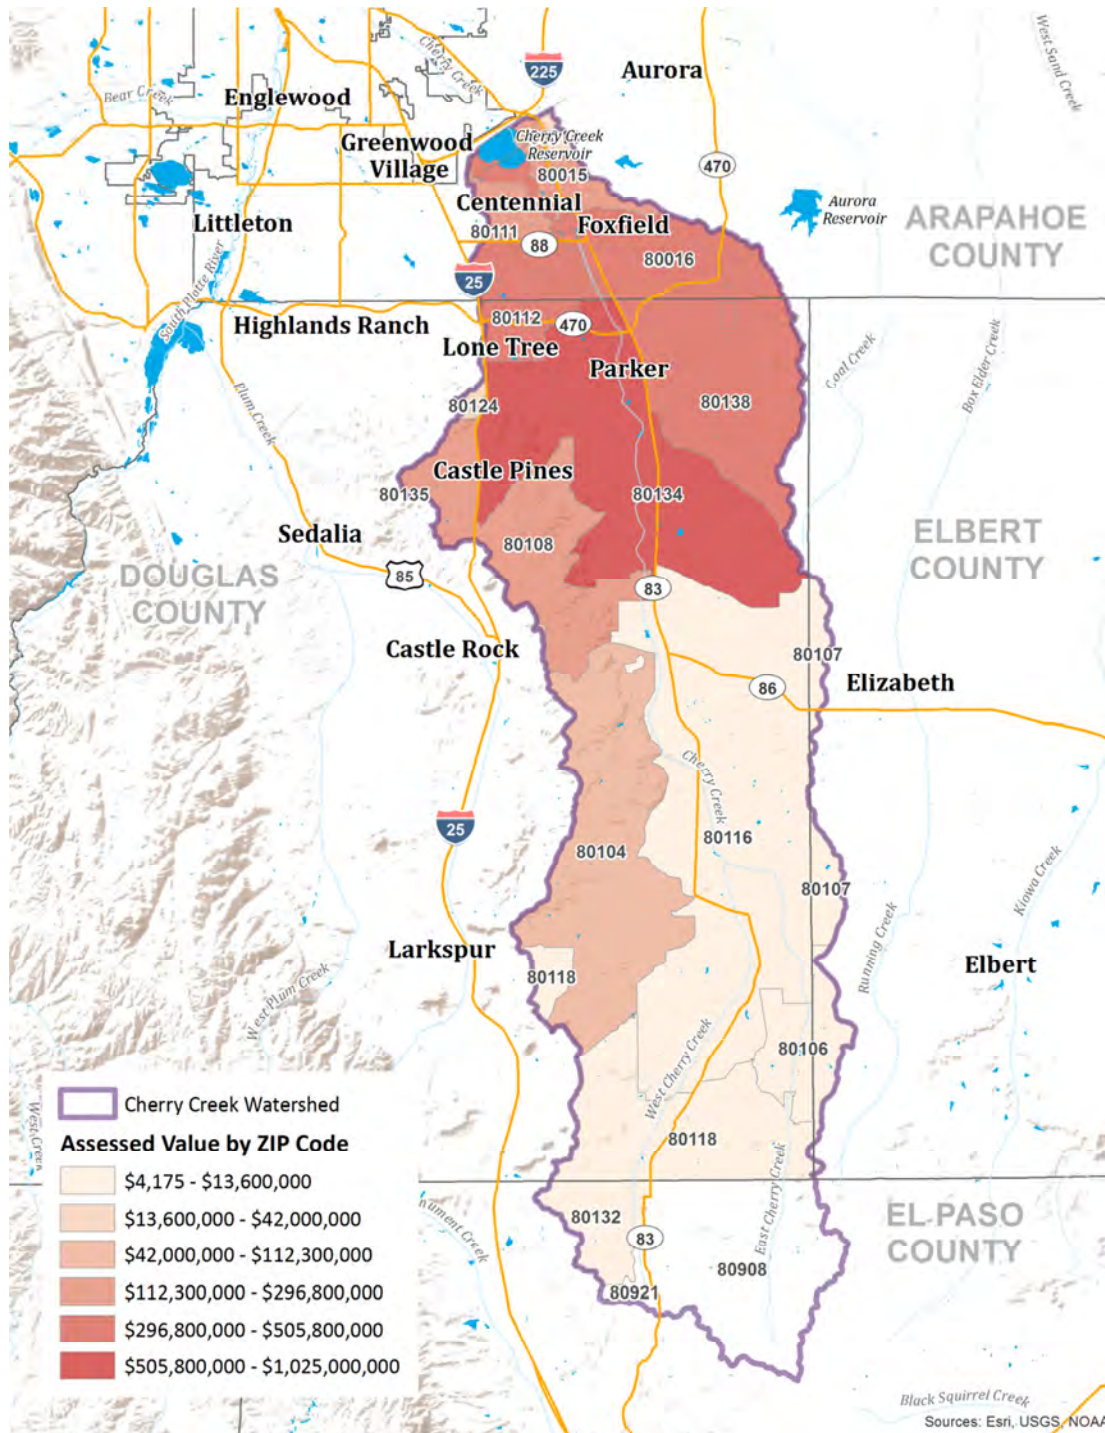 225
Aurora
West Sand Creek
Cherry Creek
Bear Creek
Englewood
Greenwood
Village
Cherry Creek
Reservoir
470
80015
Centennial
Aurora
Reservoir
ARAPAHOE
COUNTY
Littleton
80111
88
Foxfield
80016
South Platte River
25
Highlands Ranch
80112
470
Lone Tree
Parker
Coal Creek
Box Elder Creek
Plum Creek
80124
80138
Castle Pines
80135
80134
Sedalia
80108
ELBERT
COUNTY
DOUGLAS
COUNTY
85
83
Castle Rock
80107
86
Elizabeth
Cherry Creek
25
80116
80104
80107
Kiowa Creek
Running Creek
Larkspur
80118
Elbert
West Plum Creek
80106
West Cherry Creek
80118
East Cherry Creek
West Creek
Cherry Creek Watershed
Assessed Value by ZIP Code
$4,175 - $13,600,000
$13,600,000 - $42,000,000
$42,000,000 - $112,300,000
$112,300,000 - $296,800,000
$296,800,000 - $505,800,000
$505,800,000 - $1,025,000,000
nument Creek
80132
83
EL PASO
COUNTY
80908
80921
Black Squirrel Creek
Sources: Esri, USGS, NOAA